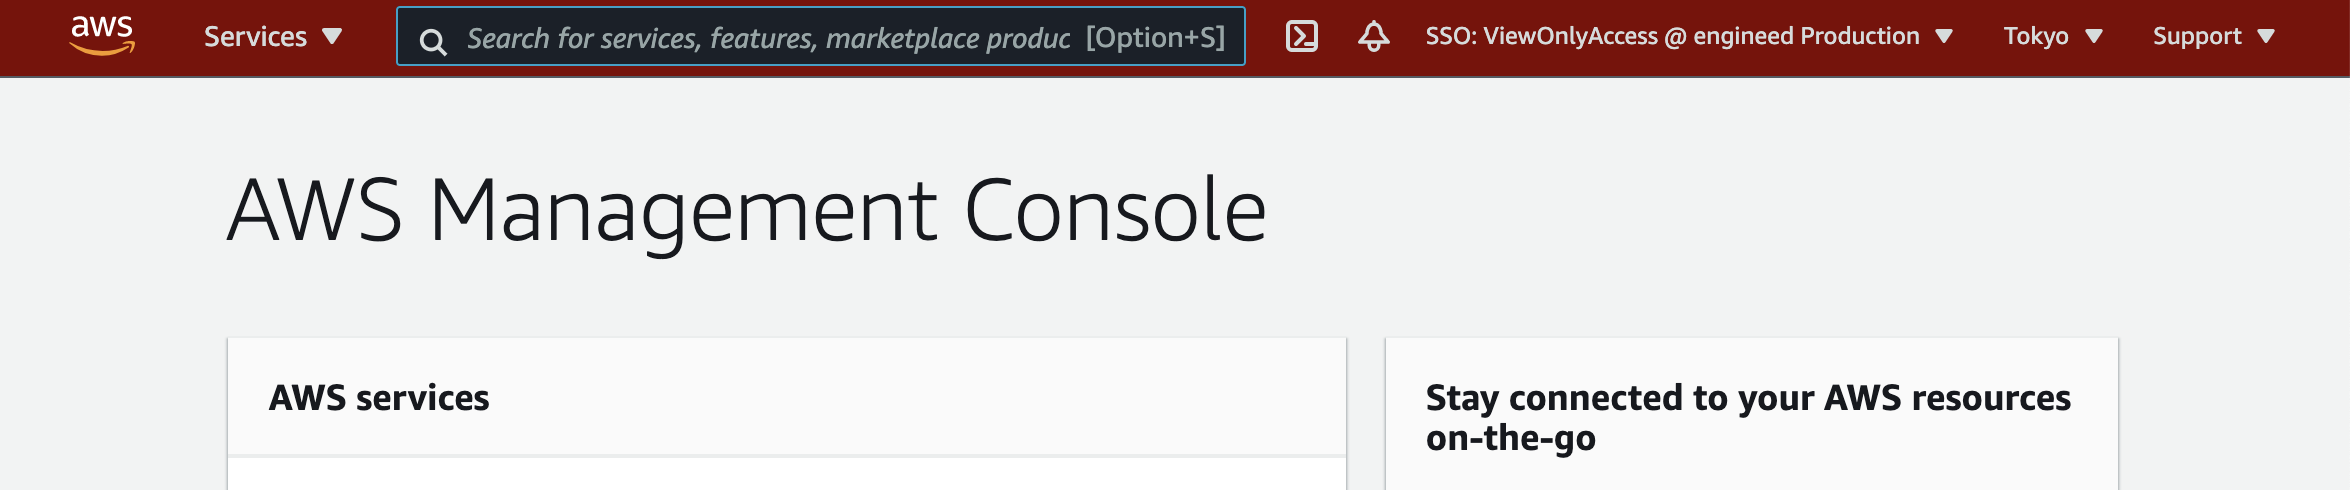 aws Services Search for services, features, marketplace produc [Option+S] SSO: ViewOnlyAccess @ engineed Production Tokyo Support
AWS Management Console
AWS services
Stay connected to your AWS resources
on-the-go